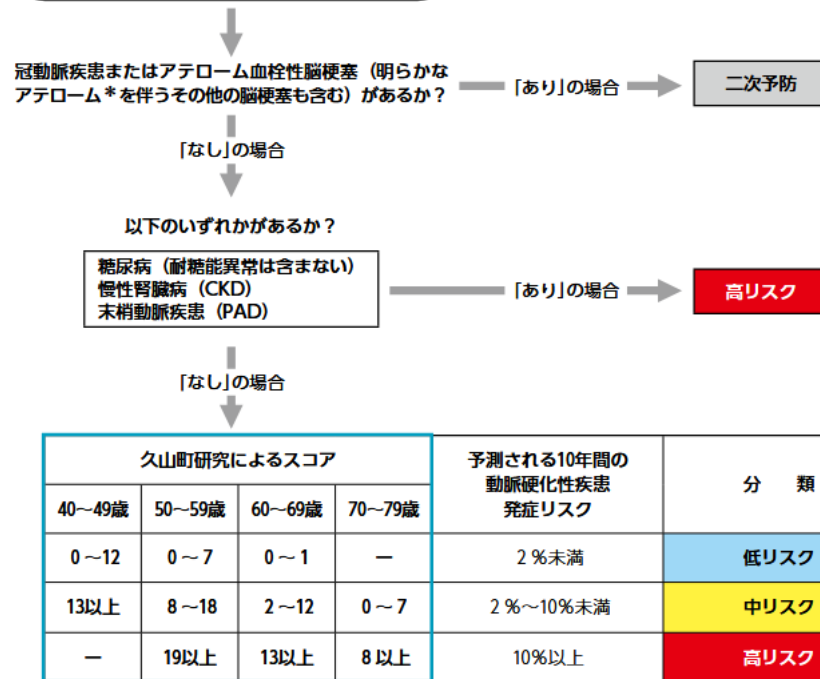 冠動脈疾患またはアテローム血栓性脳梗塞（明らかな
アテローム＊を伴うその他の脳梗塞も含む）があるか？
「あり」の場合
二次予防
「なし」の場合
以下のいずれかがあるか？
糖尿病（耐糖能異常は含まない）
慢性腎臓病（CKD）
末梢動脈疾患（PAD）
「あり」の場合
高リスク
「なし」の場合
久山町研究によるスコア
予測される10年間の
動脈硬化性疾患
発症リスク
分　類
40〜49歳 50〜59歳 60〜69歳 70〜79歳
0〜12 0〜7 0〜1 ― 2％未満 低リスク
13以上 8〜18 2〜12 0〜7 2％〜10％未満 中リスク
― 19以上 13以上 8以上 10％以上 高リスク